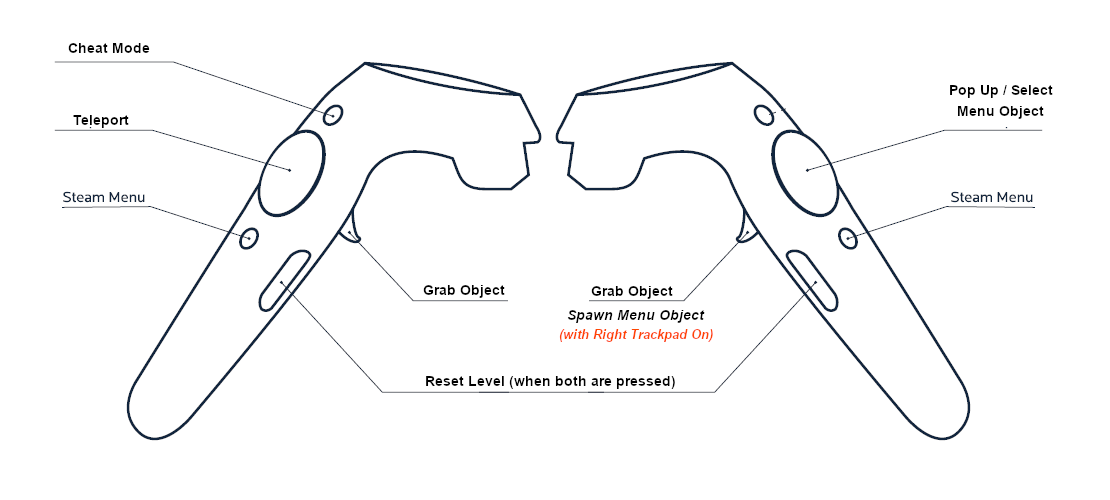 Cheat Mode
Teleport
Steam Menu
Grab Object
Pop Up / Select
Menu Object
Steam Menu
Grab Object
Spawn Menu Object
(with Right Trackpad On)
Reset Level (when both are pressed)